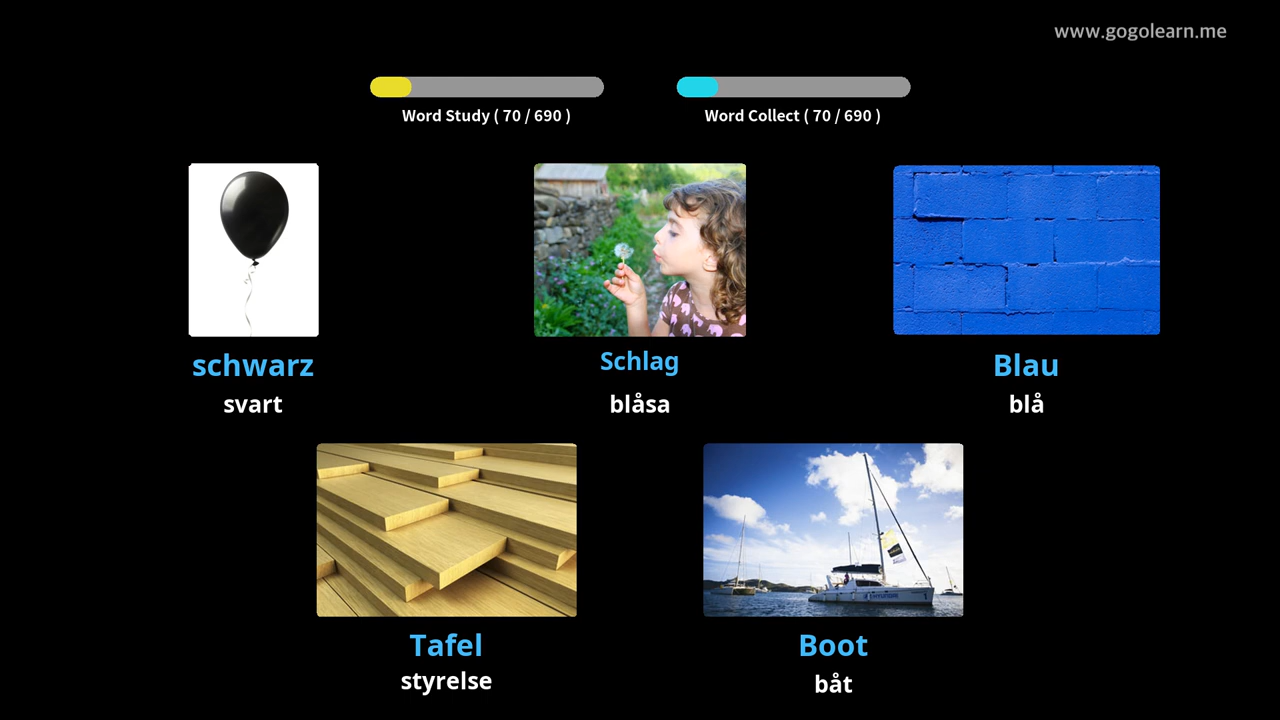 www.gogolearn.me
Word Study ( 70 / 690 )
Word Collect ( 70 / 690 )
schwarz
Schlag
Blau
svart
blåsa
blå
Tafel
Boot
styrelse
båt